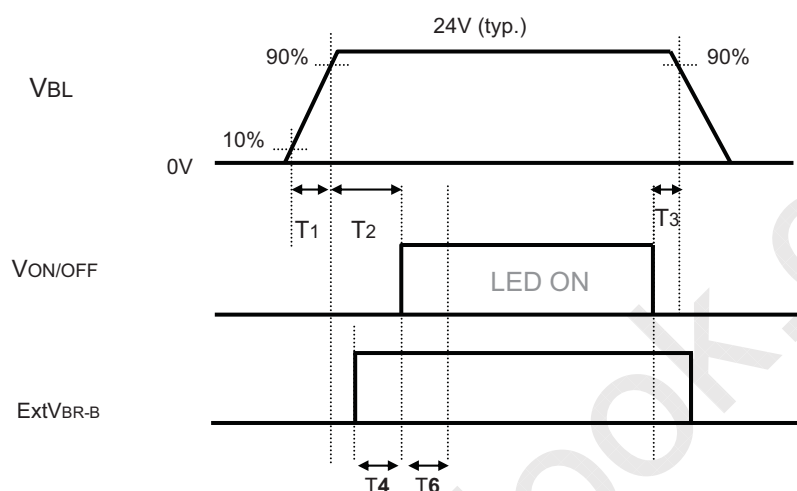 24V (typ.)
90%
90%
VBL
10%
0V
T1
T2
T3
VON/OFF
LED ON
ExtVBR-B
T4
T6